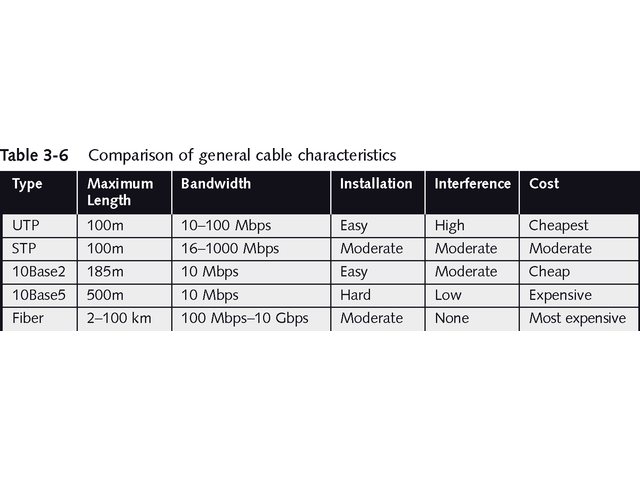 Table 3-6 Comparison of general cable characteristics
Type Maximum Length Bandwidth Installation Interference Cost
UTP 100m 10–100 Mbps Easy High Cheapest
STP 100m 16–1000 Mbps Moderate Moderate Moderate
10Base2 185m 10 Mbps Easy Moderate Cheap
10Base5 500m 10 Mbps Hard Low Expensive
Fiber 2–100 km 100 Mbps–10 Gbps Moderate None Most expensive